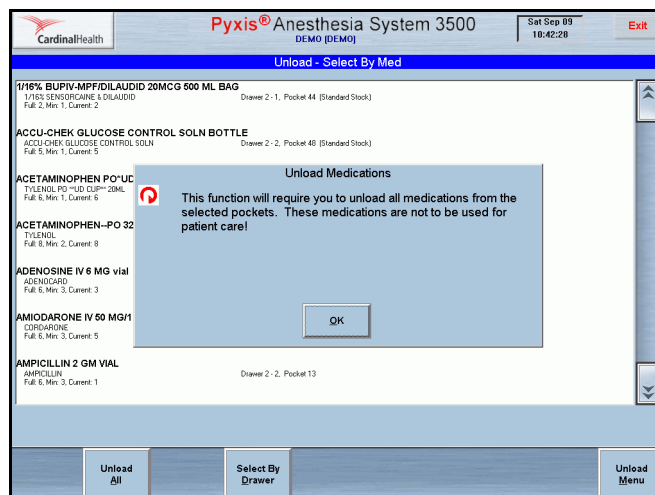 CardinalHealth
Pyxis® Anesthesia System 3500
DEMO [DEMO]
Sat Sep 09
18:42:28
Exit
Unload - Select By Med
1/16% BUPIV-MPF/DILAUDID 20MCG 500 ML BAG
1/16% SENSORCAINE & DILAUDID Drawer 2 - 1, Pocket 44 (Standard Stock)
Full: 2, Min: 1, Current: 2
ACCU-CHEK GLUCOSE CONTROL SOLN BOTTLE
ACCU-CHEK GLUCOSE CONTROL SOLN Drawer 2 - 2, Pocket 48 (Standard Stock)
Full: 5, Min: 1, Current: 5
ACETAMINOPHEN PO*UD
TYLENOL PO **UD CUP** 20ML
Full: 6, Min: 1, Current: 6
ACETAMINOPHEN--PO 32
TYLENOL
Full: 8, Min: 2, Current: 8
ADENOSINE IV 6 MG vial
ADENOCARD
Full: 6, Min: 3, Current: 3
AMIODARONE IV 50 MG/1
CORDARONE
Full: 6, Min: 3, Current: 5
AMPICILLIN 2 GM VIAL
AMPICILLIN Drawer 2 - 2, Pocket 13
Full: 6, Min: 3, Current: 1
Unload Medications
This function will require you to unload all medications from the
selected pockets. These medications are not to be used for
patient care!
OK
Unload
All
Select By
Drawer
Unload
Menu